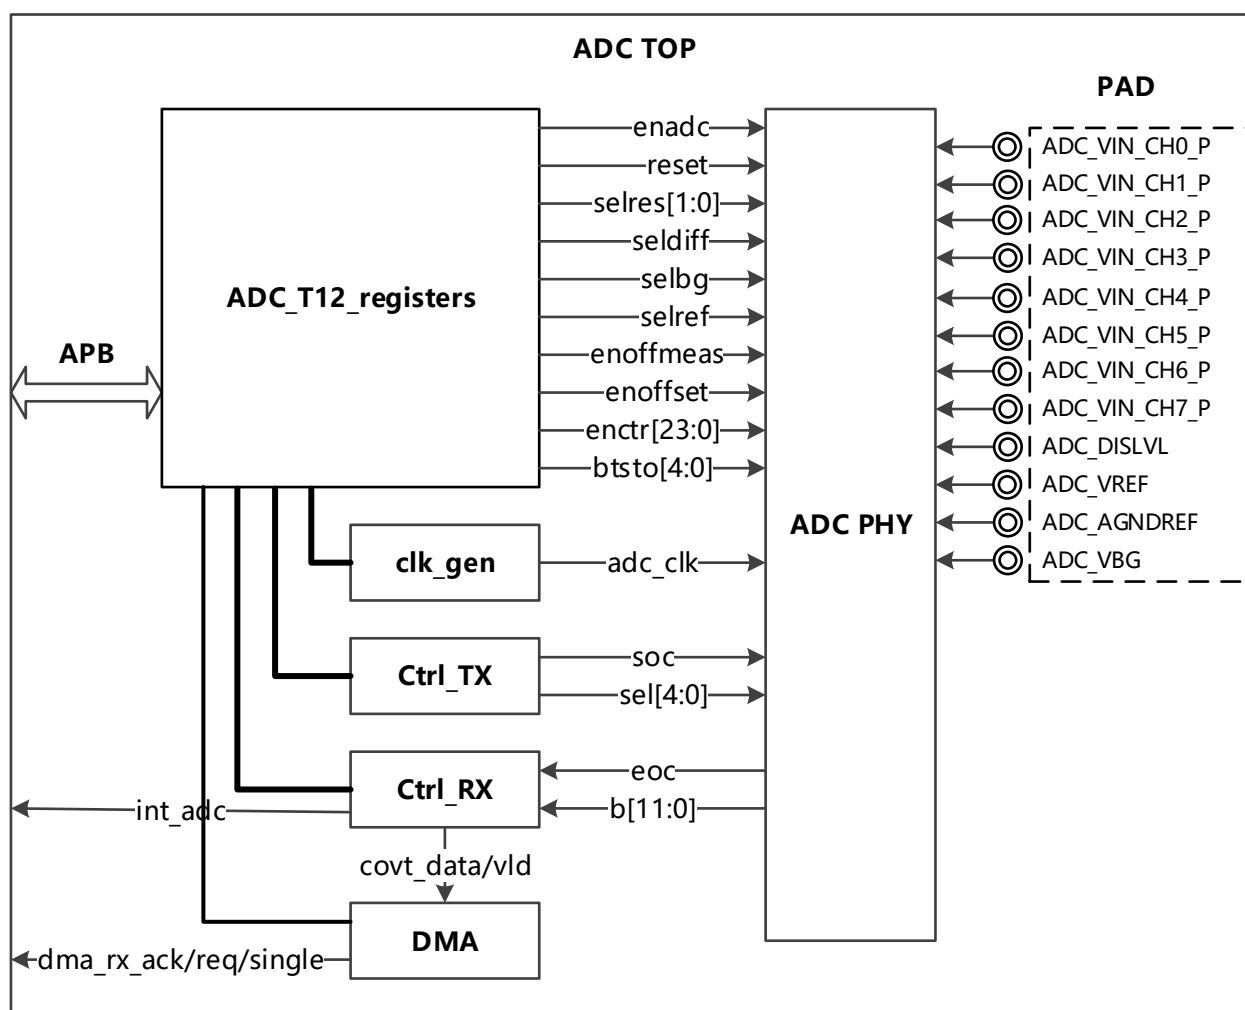 ADC TOP
PAD
ADC_T12_registers
APB
enadc
reset
selres[1:0]
seldiff
selbg
selref
enoffmeas
enoffset
enctr[23:0]
btsto[4:0]
ADC PHY
ADC_VIN_CH0_P
ADC_VIN_CH1_P
ADC_VIN_CH2_P
ADC_VIN_CH3_P
ADC_VIN_CH4_P
ADC_VIN_CH5_P
ADC_VIN_CH6_P
ADC_VIN_CH7_P
ADC_DISLVL
ADC_VREF
ADC_AGNDREF
ADC_VBG
clk_gen
adc_clk
Ctrl_TX
soc
sel[4:0]
Ctrl_RX
eoc
b[11:0]
int_adc
covt_data/vld
DMA
dma_rx_ack/req/single